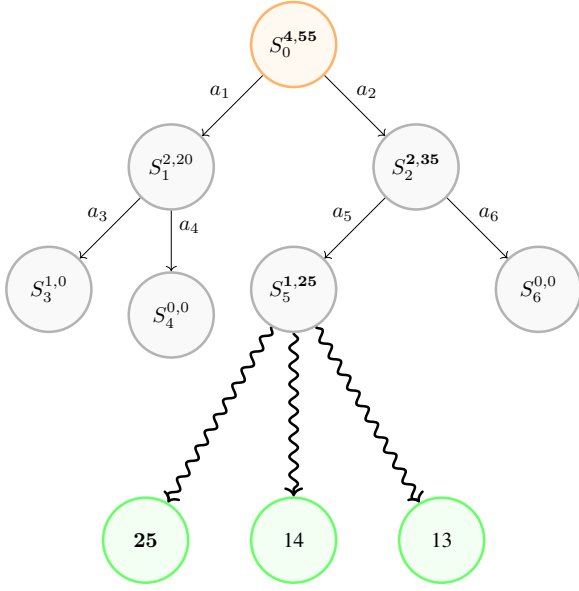 S_0^{4,55}
a_1 a_2
S_1^{2,20} S_2^{2,35}
a_3 a_4 a_5 a_6
S_3^{1,0} S_4^{0,0} S_5^{1,25} S_6^{0,0}
25 14 13